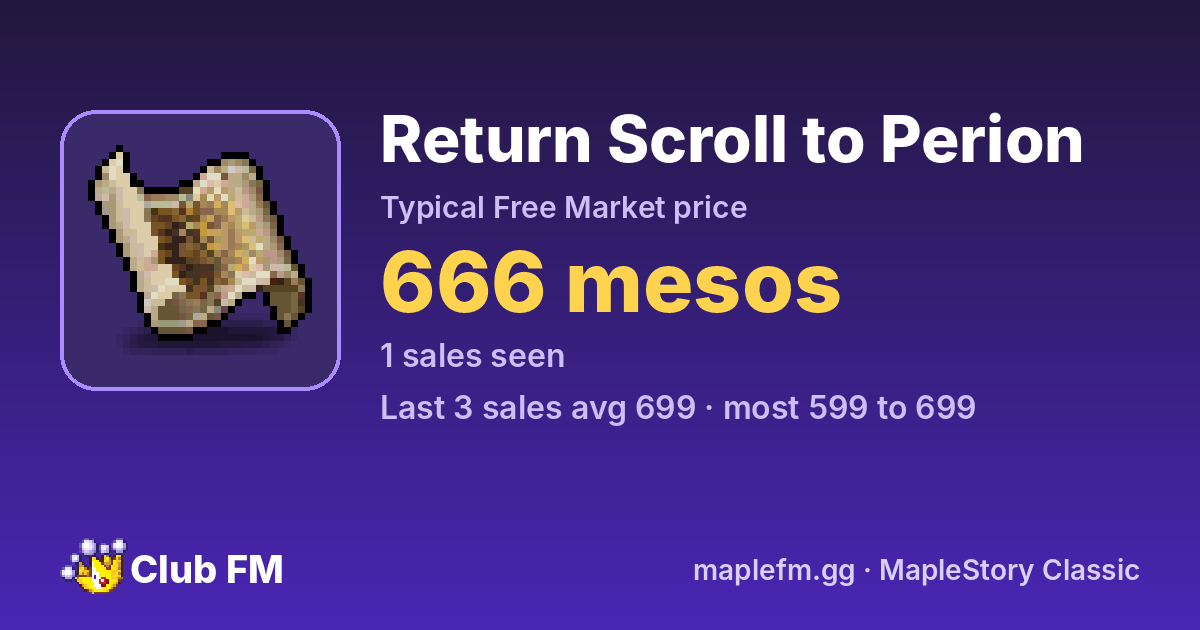 Return Scroll to Perion
Typical Free Market price
666 mesos
1 sales seen
Last 3 sales avg 699 · most 599 to 699
Club FM
maplefm.gg · MapleStory Classic